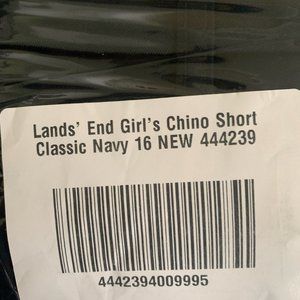 Lands’ End Girl’s Chino Short
Classic Navy 16 NEW 444239
4442394009995